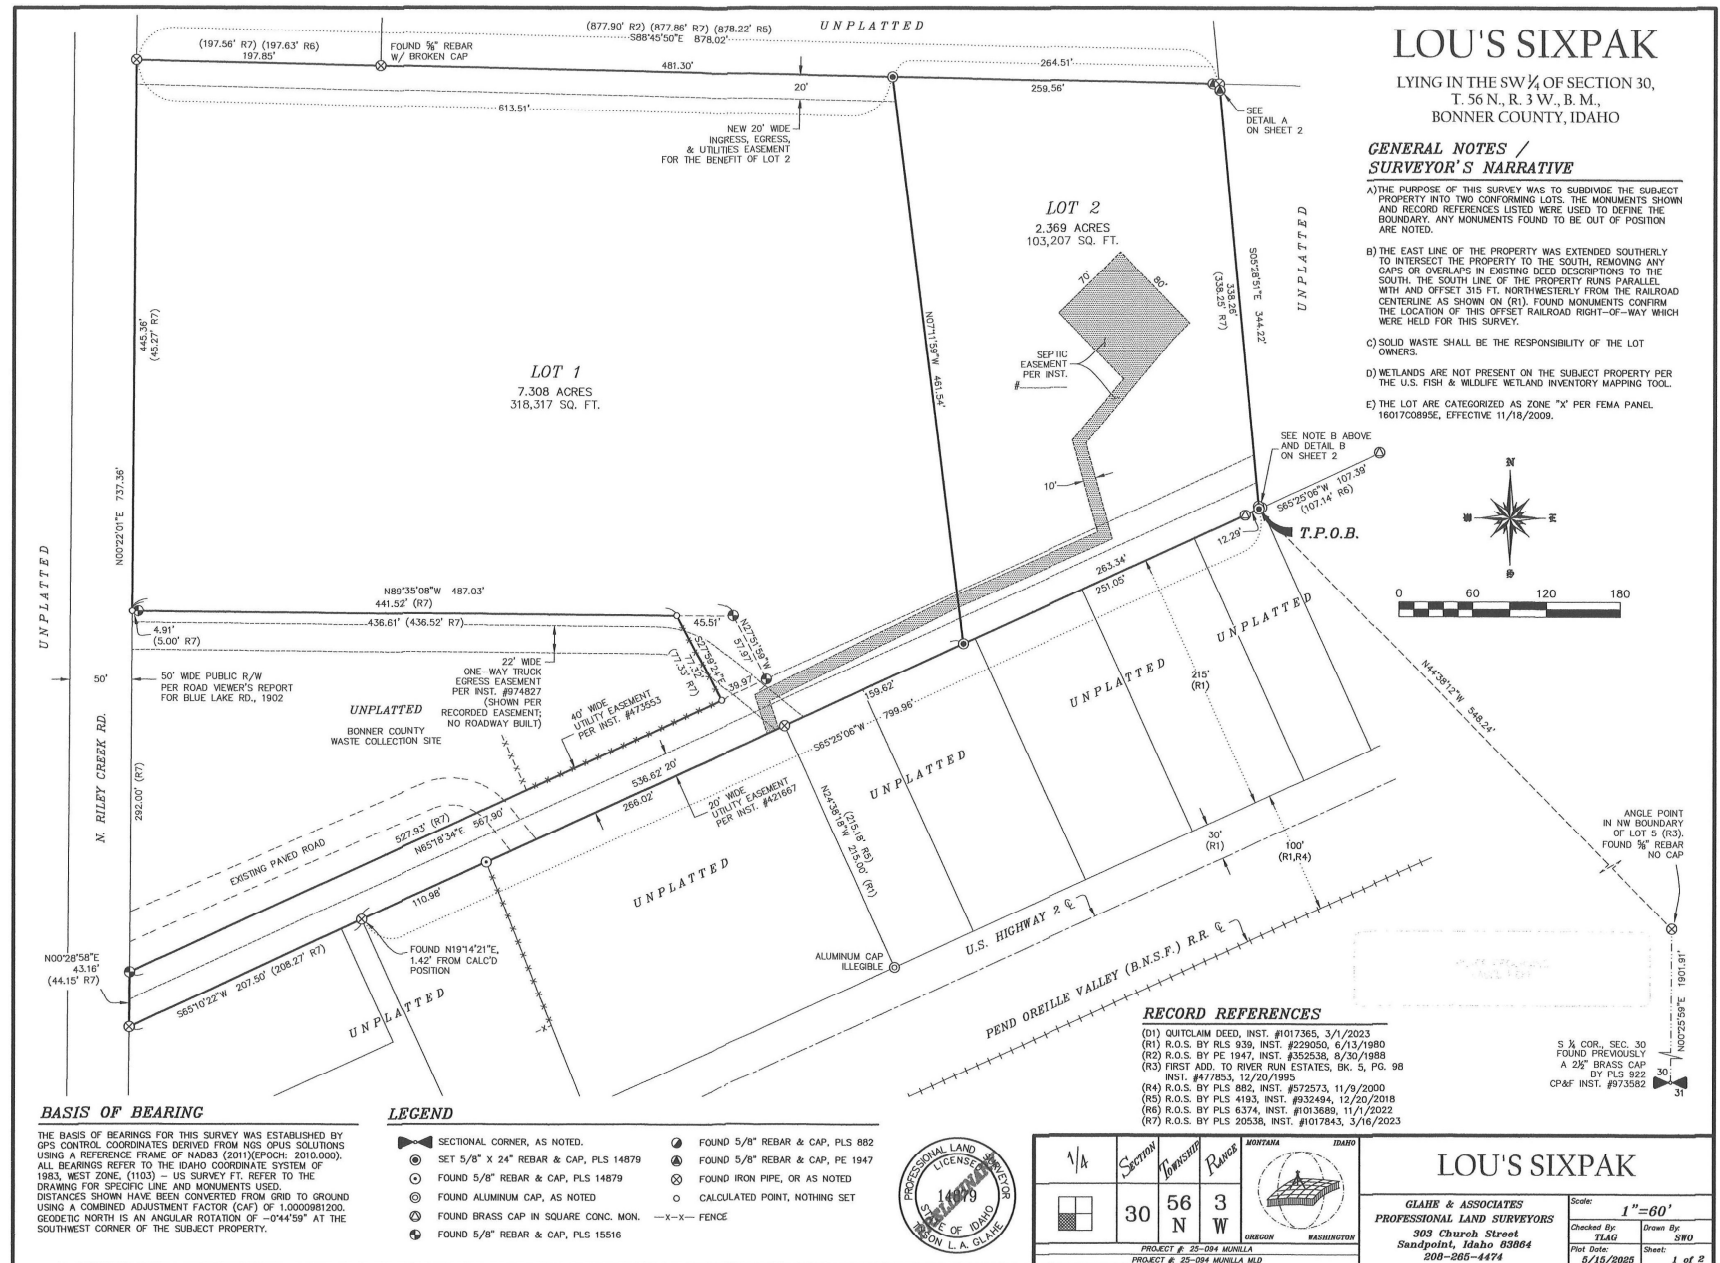 (877.90' R2) (877.86' R7) (878.22' R6)
S88°45'50"E 878.02'
UNPLATTED
(197.56' R7) (197.63' R6)
197.85'
FOUND ⅝" REBAR
W/ BROKEN CAP
481.30'
264.51'
259.56'
20'
613.51'
NEW 20' WIDE
INGRESS, EGRESS,
& UTILITIES EASEMENT
FOR THE BENEFIT OF LOT 2
SEE
DETAIL A
ON SHEET 2
LOT 2
2.369 ACRES
103,207 SQ. FT.
UNPLATTED
70'
80'
S05°28'51"E 344.22'
338.26'
(338.25' R7)
N07°11'59"W 461.54'
SEPTIC
EASEMENT
PER INST.
#
10'
445.36'
(45.27' R7)
LOT 1
7.308 ACRES
318,317 SQ. FT.
N00°22'01"E 737.36'
UNPLATTED
SEE NOTE B ABOVE
AND DETAIL B
ON SHEET 2
S65°25'06"W 107.39'
(107.14' R6)
T.P.O.B.
12.29'
263.34'
251.05'
N89°35'08"W 487.03'
441.52' (R7)
436.61' (436.52' R7)
4.91'
(5.00' R7)
45.51'
N27°51'59"W
57.97'
S27°59'24"E
77.32'
(77.33' R7)
39.97'
50'
50' WIDE PUBLIC R/W
PER ROAD VIEWER'S REPORT
FOR BLUE LAKE RD., 1902
22' WIDE
ONE-WAY TRUCK
EGRESS EASEMENT
PER INST. #974827
(SHOWN PER
RECORDED EASEMENT;
NO ROADWAY BUILT)
UNPLATTED
BONNER COUNTY
WASTE COLLECTION SITE
40' WIDE
UTILITY EASEMENT
PER INST. #473553
159.62'
S65°25'06"W 799.96'
UNPLATTED
UNPLATTED
UNPLATTED
215'
(R1)
N44°38'12"W 548.24'
N. RILEY CREEK RD.
292.00' (R7)
536.62' 20'
266.02'
20' WIDE
UTILITY EASEMENT
PER INST. #421667
527.93' (R7)
N65°18'34"E 567.90'
EXISTING PAVED ROAD
N24°38'18"W 215.00' (R1)
(215.18' R5)
30'
(R1)
100'
(R1,R4)
UNPLATTED
110.98'
FOUND N19°14'21"E,
1.42' FROM CALC'D
POSITION
N00°28'58"E
43.16'
(44.15' R7)
S65°10'22"W 207.50' (208.27' R7)
UNPLATTED
ALUMINUM CAP
ILLEGIBLE
U.S. HIGHWAY 2 ℄
PEND OREILLE VALLEY (B.N.S.F.) R.R. ℄
ANGLE POINT
IN NW BOUNDARY
OF LOT 5 (R3).
FOUND ⅝" REBAR
NO CAP
N00°25'59"E 1901.91'
S ¼ COR., SEC. 30
FOUND PREVIOUSLY
A 2½" BRASS CAP
BY PLS 922
CP&F INST. #973582
30
31
LOU'S SIXPAK
LYING IN THE SW ¼ OF SECTION 30,
T. 56 N., R. 3 W., B. M.,
BONNER COUNTY, IDAHO
GENERAL NOTES /
SURVEYOR'S NARRATIVE
A) THE PURPOSE OF THIS SURVEY WAS TO SUBDIVIDE THE SUBJECT
PROPERTY INTO TWO CONFORMING LOTS. THE MONUMENTS SHOWN
AND RECORD REFERENCES LISTED WERE USED TO DEFINE THE
BOUNDARY. ANY MONUMENTS FOUND TO BE OUT OF POSITION
ARE NOTED.
B) THE EAST LINE OF THE PROPERTY WAS EXTENDED SOUTHERLY
TO INTERSECT THE PROPERTY TO THE SOUTH, REMOVING ANY
GAPS OR OVERLAPS IN EXISTING DEED DESCRIPTIONS TO THE
SOUTH. THE SOUTH LINE OF THE PROPERTY RUNS PARALLEL
WITH AND OFFSET 315 FT. NORTHWESTERLY FROM THE RAILROAD
CENTERLINE AS SHOWN ON (R1). FOUND MONUMENTS CONFIRM
THE LOCATION OF THIS OFFSET RAILROAD RIGHT-OF-WAY WHICH
WERE HELD FOR THIS SURVEY.
C) SOLID WASTE SHALL BE THE RESPONSIBILITY OF THE LOT
OWNERS.
D) WETLANDS ARE NOT PRESENT ON THE SUBJECT PROPERTY PER
THE U.S. FISH & WILDLIFE WETLAND INVENTORY MAPPING TOOL.
E) THE LOT ARE CATEGORIZED AS ZONE "X" PER FEMA PANEL
16017C0895E, EFFECTIVE 11/18/2009.
N
S
0 60 120 180
RECORD REFERENCES
(D1) QUITCLAIM DEED, INST. #1017365, 3/1/2023
(R1) R.O.S. BY RLS 939, INST. #229050, 6/13/1980
(R2) R.O.S. BY PE 1947, INST. #352538, 8/30/1988
(R3) FIRST ADD. TO RIVER RUN ESTATES, BK. 5, PG. 98
INST. #477853, 12/20/1995
(R4) R.O.S. BY PLS 882, INST. #572573, 11/9/2000
(R5) R.O.S. BY PLS 4193, INST. #932494, 12/20/2018
(R6) R.O.S. BY PLS 6374, INST. #1013689, 11/1/2022
(R7) R.O.S. BY PLS 20538, INST. #1017843, 3/16/2023
BASIS OF BEARING
THE BASIS OF BEARINGS FOR THIS SURVEY WAS ESTABLISHED BY
GPS CONTROL COORDINATES DERIVED FROM NGS OPUS SOLUTIONS
USING A REFERENCE FRAME OF NAD83 (2011)(EPOCH: 2010.000).
ALL BEARINGS REFER TO THE IDAHO COORDINATE SYSTEM OF
1983, WEST ZONE, (1103) - US SURVEY FT. REFER TO THE
DRAWING FOR SPECIFIC LINE AND MONUMENTS USED.
DISTANCES SHOWN HAVE BEEN CONVERTED FROM GRID TO GROUND
USING A COMBINED ADJUSTMENT FACTOR (CAF) OF 1.0000981200.
GEODETIC NORTH IS AN ANGULAR ROTATION OF -0°44'59" AT THE
SOUTHWEST CORNER OF THE SUBJECT PROPERTY.
LEGEND
SECTIONAL CORNER, AS NOTED.
SET 5/8" X 24" REBAR & CAP, PLS 14879
FOUND 5/8" REBAR & CAP, PLS 14879
FOUND ALUMINUM CAP, AS NOTED
FOUND BRASS CAP IN SQUARE CONC. MON.
FOUND 5/8" REBAR & CAP, PLS 15516
FOUND 5/8" REBAR & CAP, PLS 882
FOUND 5/8" REBAR & CAP, PE 1947
FOUND IRON PIPE, OR AS NOTED
CALCULATED POINT, NOTHING SET
—X—X— FENCE
PROFESSIONAL LAND SURVEYOR
LICENSED
14879
PRELIMINARY
STATE OF IDAHO
TYSON L. A. GLAHE
1/4
SECTION
TOWNSHIP
RANGE
30
56
N
3
W
MONTANA IDAHO
OREGON WASHINGTON
PROJECT #: 25-094 MUNILLA
PROJECT #: 25-094 MUNILLA MLD
LOU'S SIXPAK
GLAHE & ASSOCIATES
PROFESSIONAL LAND SURVEYORS
303 Church Street
Sandpoint, Idaho 83864
208-265-4474
Scale:
1"=60'
Checked By:
TLAG
Drawn By:
SWO
Plot Date:
5/15/2025
Sheet:
1 of 2